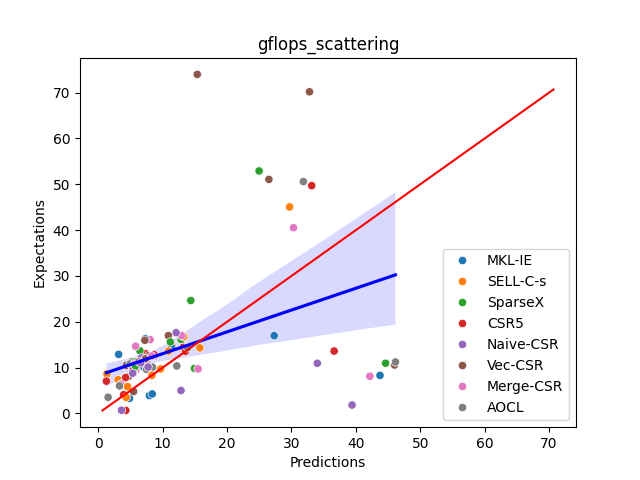 gflops_scattering
70
60
50
40
30
20
10
0
Expectations
MKL-IE
SELL-C-s
SparseX
CSR5
Naive-CSR
Vec-CSR
Merge-CSR
AOCL
0 10 20 30 40 50 60 70
Predictions